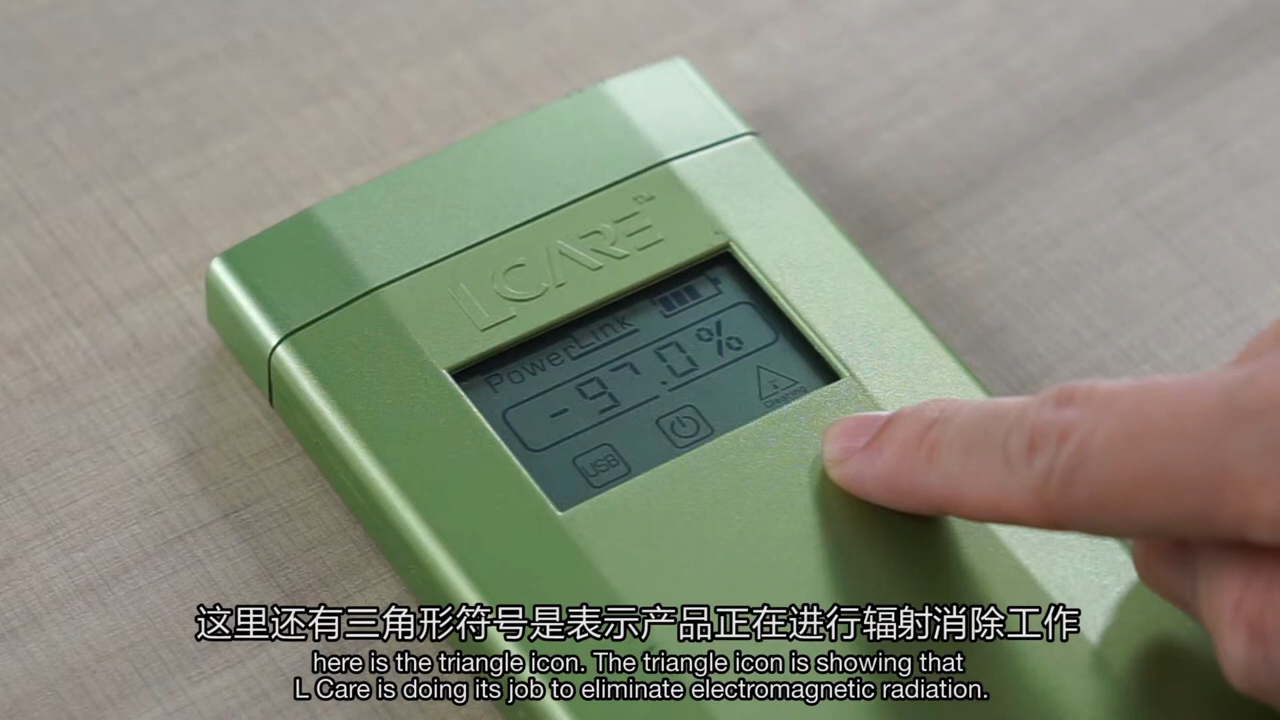 L CARE
PowerLink
-97.0%
USB
Cleaning
这里还有三角形符号是表示产品正在进行辐射消除工作
here is the triangle icon. The triangle icon is showing that
L Care is doing its job to eliminate electromagnetic radiation.